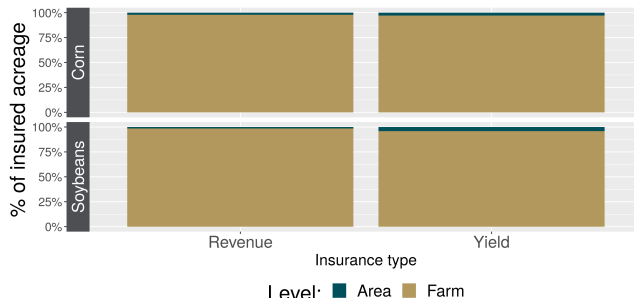 % of insured acreage
Corn
100%
75%
50%
25%
0%
Soybeans
100%
75%
50%
25%
0%
Revenue
Yield
Insurance type
Level:
Area
Farm